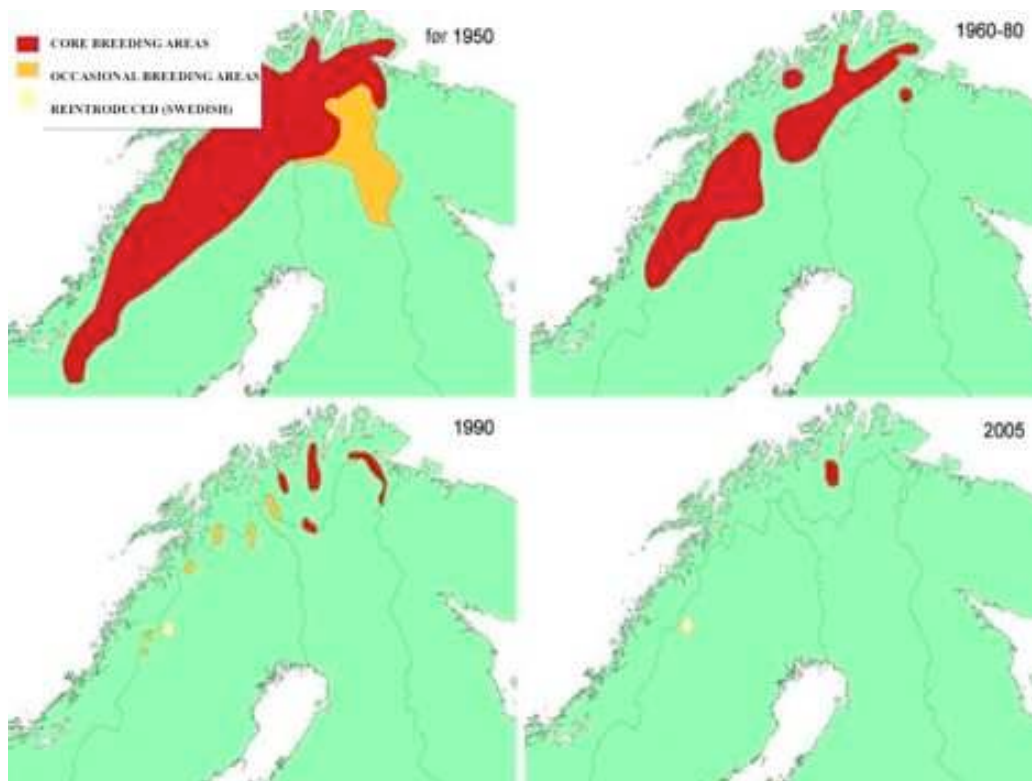 CORE BREEDING AREAS
OCCASIONAL BREEDING AREAS
REINTRODUCED (SWEDISH)
før 1950
1960-80
1990
2005